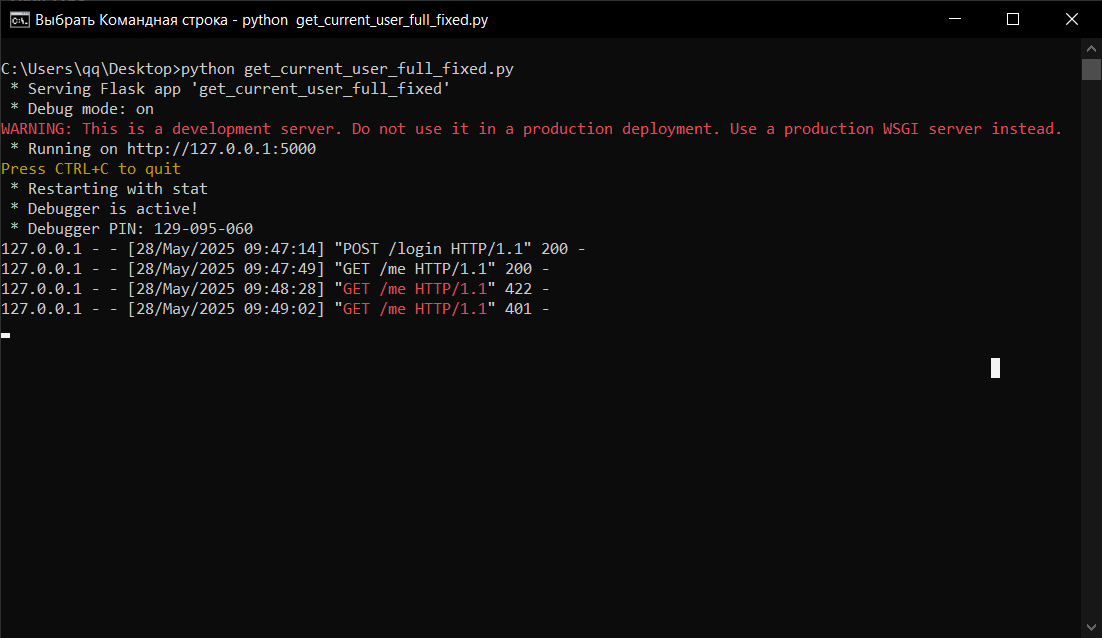 Выбрать Командная строка - python  get_current_user_full_fixed.py
C:\Users\qq\Desktop>python get_current_user_full_fixed.py
 * Serving Flask app 'get_current_user_full_fixed'
 * Debug mode: on
WARNING: This is a development server. Do not use it in a production deployment. Use a production WSGI server instead.
 * Running on http://127.0.0.1:5000
Press CTRL+C to quit
 * Restarting with stat
 * Debugger is active!
 * Debugger PIN: 129-095-060
127.0.0.1 - - [28/May/2025 09:47:14] "POST /login HTTP/1.1" 200 -
127.0.0.1 - - [28/May/2025 09:47:49] "GET /me HTTP/1.1" 200 -
127.0.0.1 - - [28/May/2025 09:48:28] "GET /me HTTP/1.1" 422 -
127.0.0.1 - - [28/May/2025 09:49:02] "GET /me HTTP/1.1" 401 -